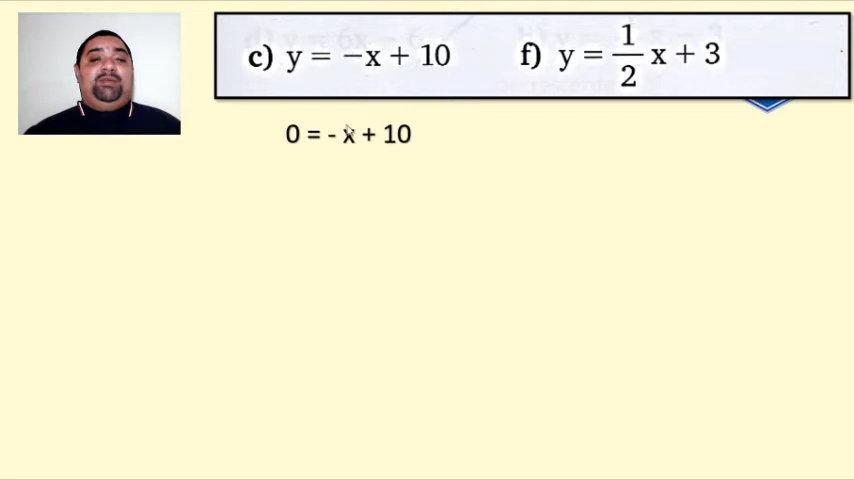 c) y = −x + 10 f) y = 1/2 x + 3
0 = - x + 10